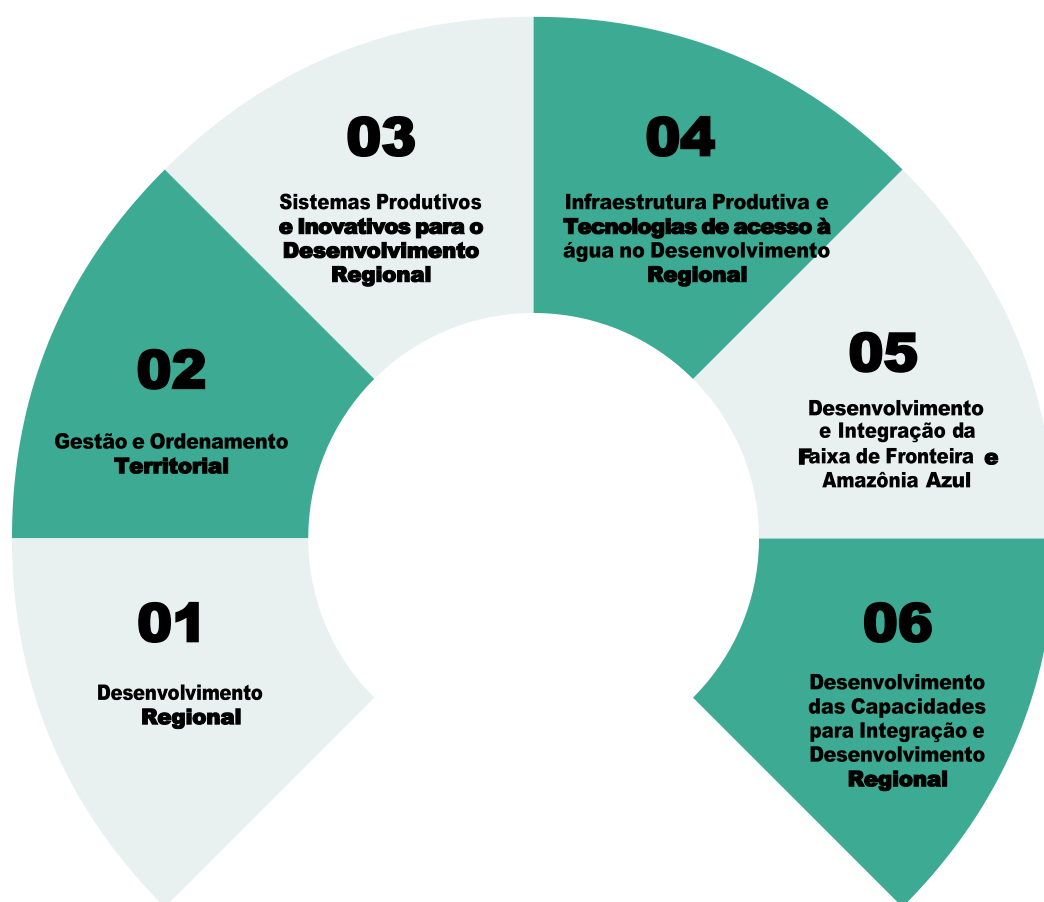 01
Desenvolvimento
Regional
02
Gestão e Ordenamento
Territorial
03
Sistemas Produtivos
e Inovativos para o
Desenvolvimento
Regional
04
Infraestrutura Produtiva e
Tecnologias de acesso à
água no Desenvolvimento
Regional
05
Desenvolvimento
e Integração da
Faixa de Fronteira e
Amazônia Azul
06
Desenvolvimento
das Capacidades
para Integração e
Desenvolvimento
Regional